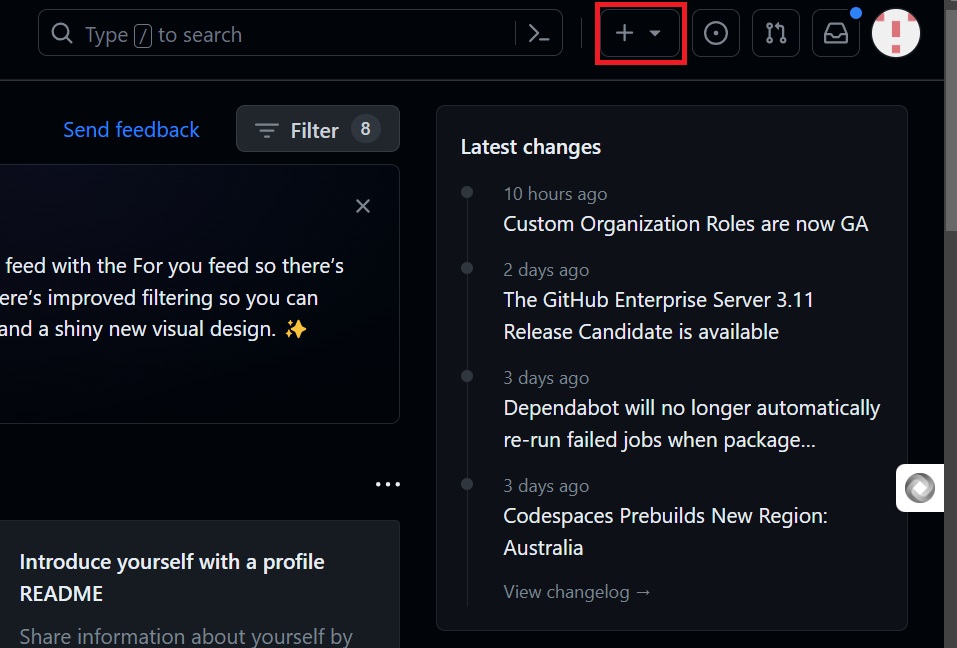 Type / to search
Send feedback
Filter 8
feed with the For you feed so there's
ere's improved filtering so you can
and a shiny new visual design. ✨
Introduce yourself with a profile
README
Share information about yourself by
Latest changes
10 hours ago
Custom Organization Roles are now GA
2 days ago
The GitHub Enterprise Server 3.11
Release Candidate is available
3 days ago
Dependabot will no longer automatically
re-run failed jobs when package...
3 days ago
Codespaces Prebuilds New Region:
Australia
View changelog →